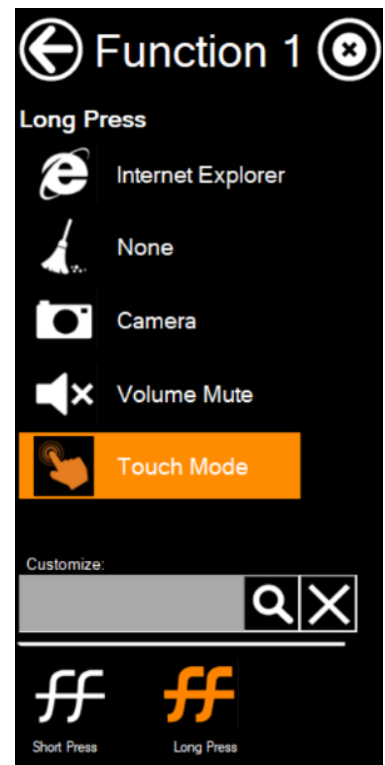 Function 1
Long Press
Internet Explorer
None
Camera
Volume Mute
Touch Mode
Customize:
Short Press
Long Press